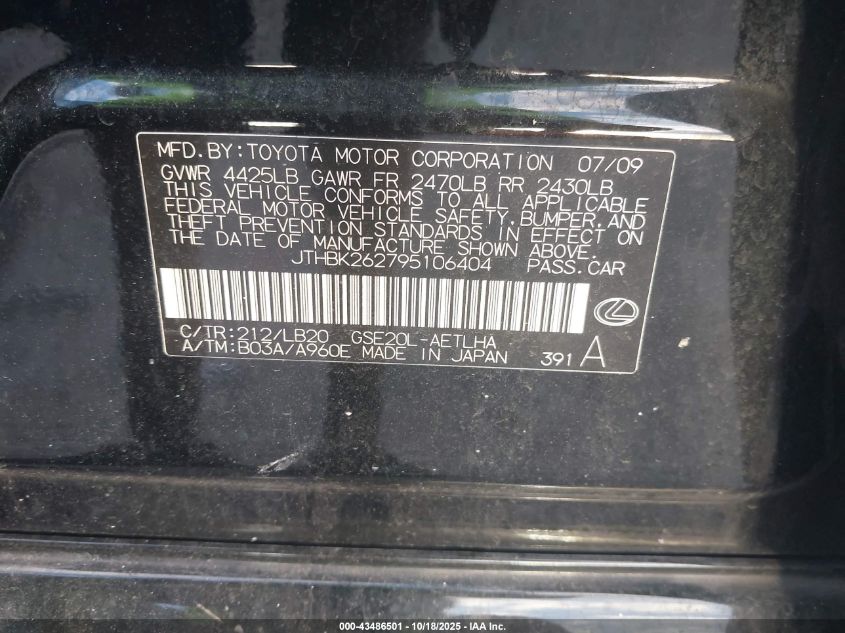 MFD. BY: TOYOTA MOTOR CORPORATION 07/09
GVWR 4425LB GAWR FR 2470LB RR 2430LB
THIS VEHICLE CONFORMS TO ALL APPLICABLE
FEDERAL MOTOR VEHICLE SAFETY, BUMPER, AND
THEFT PREVENTION STANDARDS IN EFFECT ON
THE DATE OF MANUFACTURE SHOWN ABOVE.
JTHBK262795106404 PASS. CAR
C/TR: 212/LB20 GSE20L-AETLHA
A/TM: B03A/A960E MADE IN JAPAN 391 A
000-43486501 - 10/18/2025 - IAA Inc.